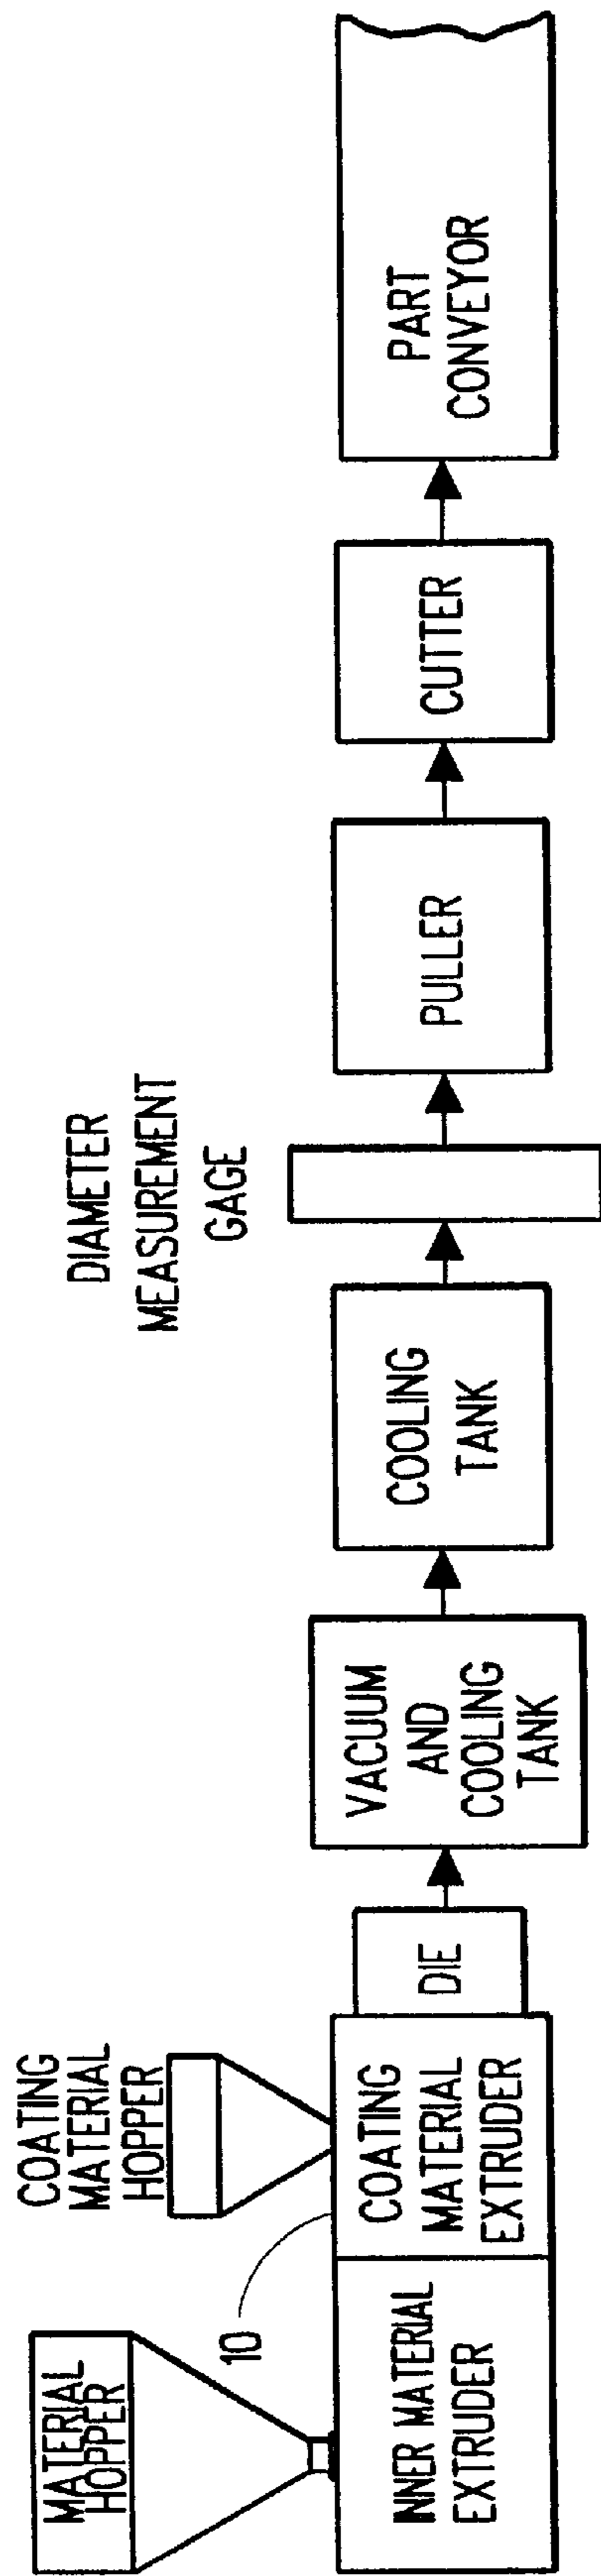 MATERIAL
HOPPER
COATING
MATERIAL
HOPPER
10
INNER MATERIAL
EXTRUDER
COATING
MATERIAL
EXTRUDER
DIE
VACUUM
AND
COOLING
TANK
COOLING
TANK
DIAMETER
MEASUREMENT
GAGE
PULLER
CUTTER
PART
CONVEYOR